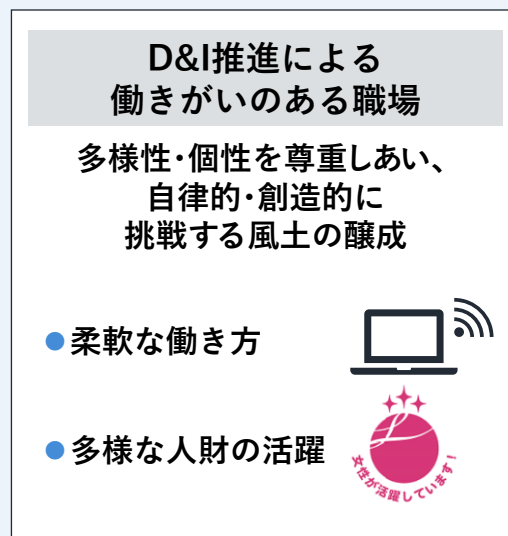 D&I推進による
働きがいのある職場
多様性・個性を尊重しあい、
自律的・創造的に
挑戦する風土の醸成
●柔軟な働き方
●多様な人財の活躍
女性が活躍しています！